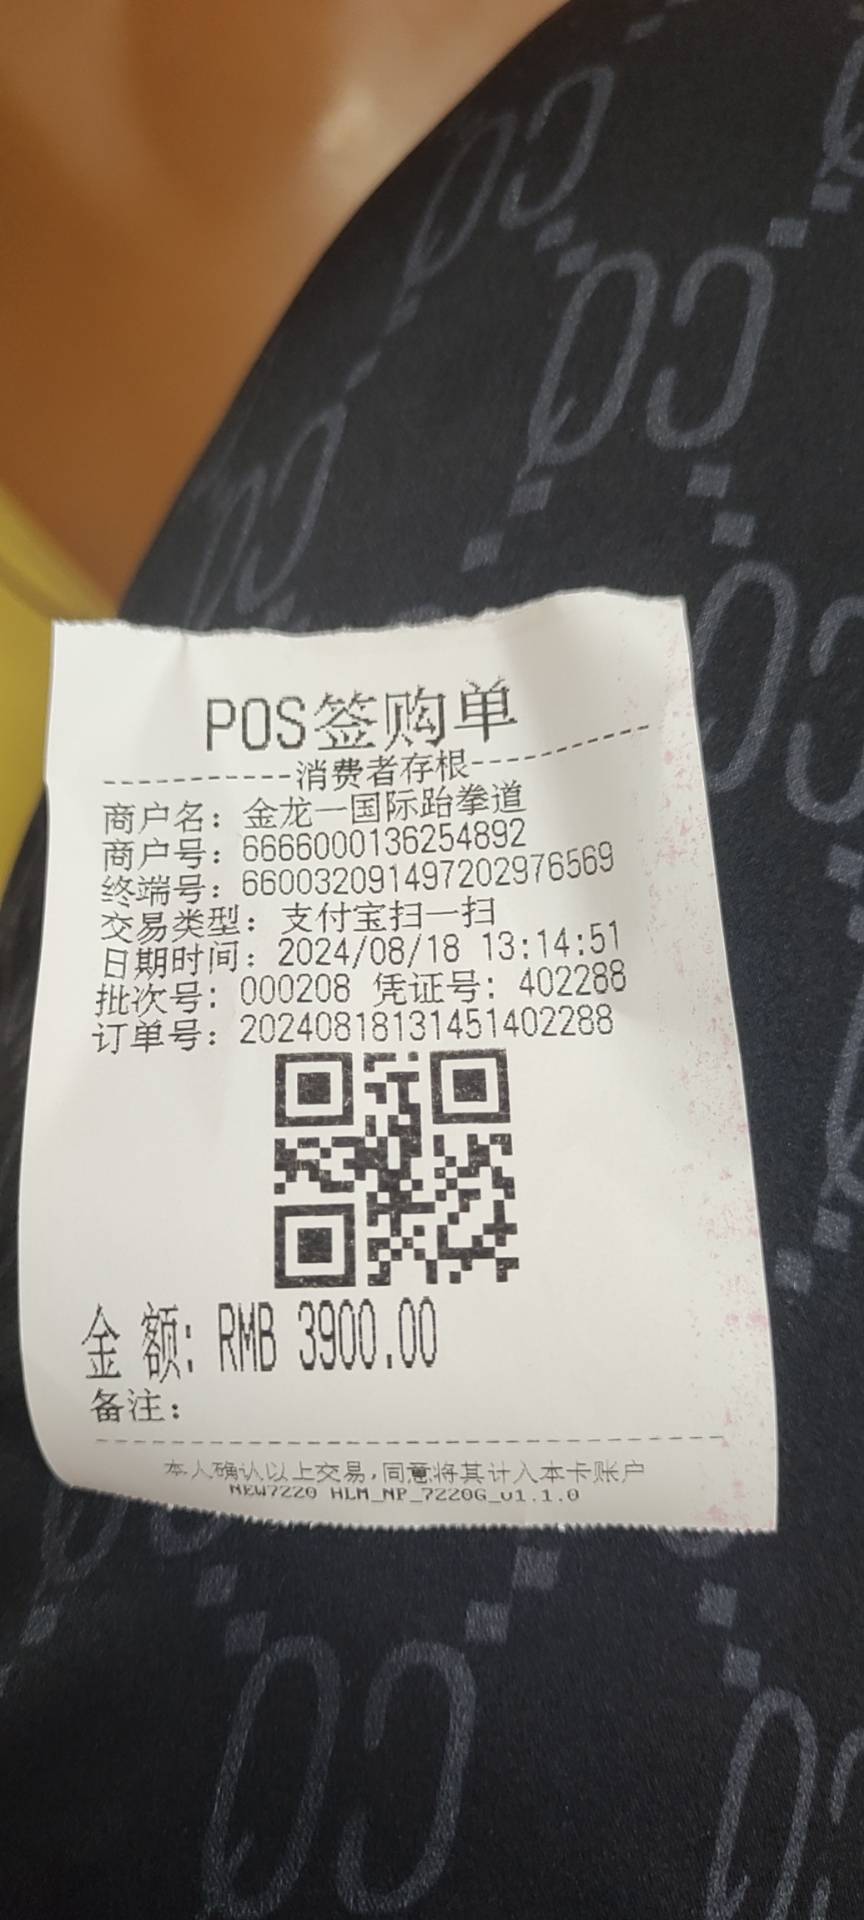 POS签购单
-----------消费者存根-----------
商户名：金龙一国际跆拳道
商户号：6666000136254892
终端号：660032091497202976569
交易类型：支付宝扫一扫
日期时间：2024/08/18 13:14:51
批次号：000208 凭证号：402288
订单号：20240818131451402288
金 额：RMB 3900.00
备注：
本人确认以上交易,同意将其计入本卡账户
NEW7220 HLM_NP_7220G_v1.1.0